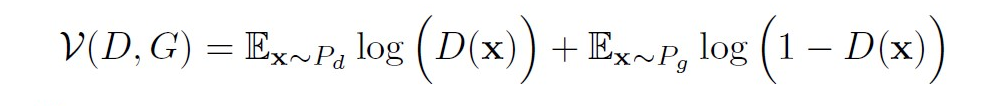 𝒱(D, G) = 𝔼_{𝐱∼P_d} log(D(𝐱)) + 𝔼_{𝐱∼P_g} log(1 − D(𝐱))